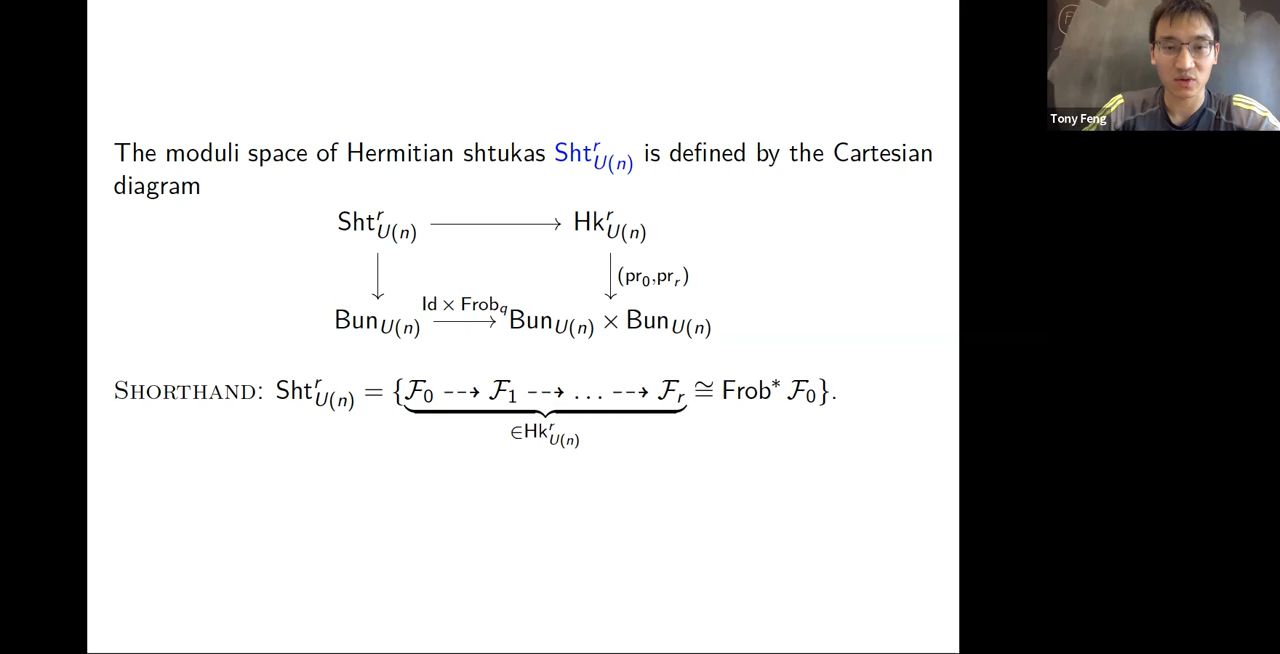 The moduli space of Hermitian shtukas Sht^r_{U(n)} is defined by the Cartesian
diagram
Sht^r_{U(n)} ⟶ Hk^r_{U(n)}
(pr_0,pr_r)
Id × Frob_q
Bun_{U(n)} ⟶ Bun_{U(n)} × Bun_{U(n)}
SHORTHAND: Sht^r_{U(n)} = {F_0 ⇢ F_1 ⇢ … ⇢ F_r ≅ Frob* F_0}.
∈Hk^r_{U(n)}
Tony Feng